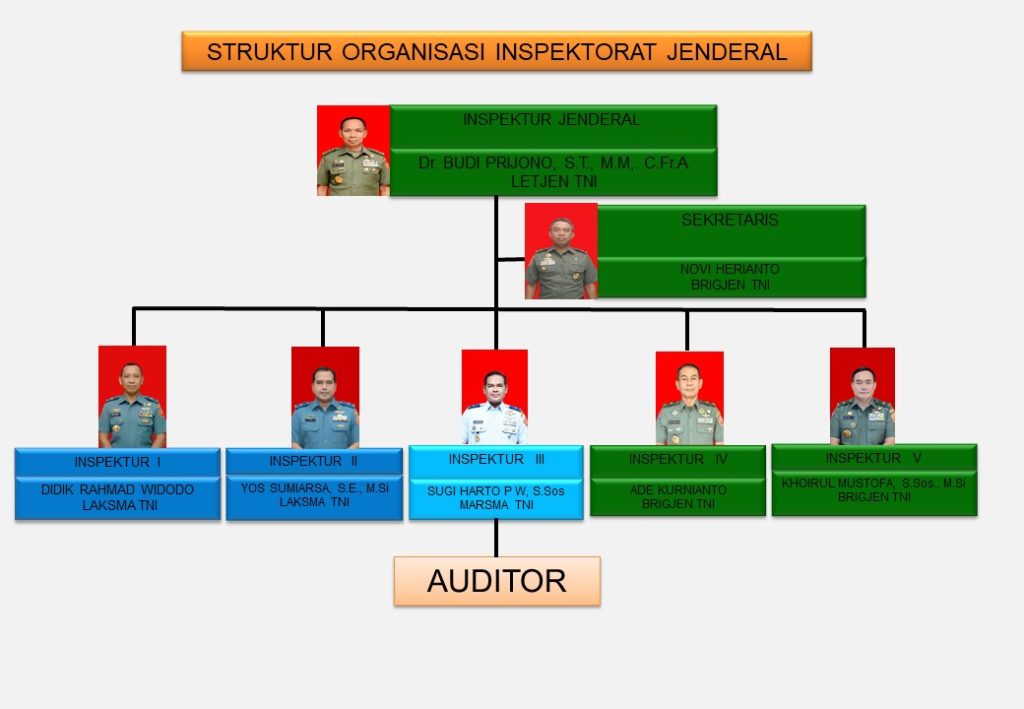 STRUKTUR ORGANISASI INSPEKTORAT JENDERAL
INSPEKTUR JENDERAL
Dr. BUDI PRIJONO, S.T., M.M,. C.Fr.A
LETJEN TNI
SEKRETARIS
NOVI HERIANTO
BRIGJEN TNI
INSPEKTUR I
DIDIK RAHMAD WIDODO
LAKSMA TNI
INSPEKTUR II
YOS SUMIARSA, S.E., M.Si
LAKSMA TNI
INSPEKTUR III
SUGI HARTO P W, S.Sos
MARSMA TNI
INSPEKTUR IV
ADE KURNIANTO
BRIGJEN TNI
INSPEKTUR V
KHOIRUL MUSTOFA, S.Sos., M.Si
BRIGJEN TNI
AUDITOR